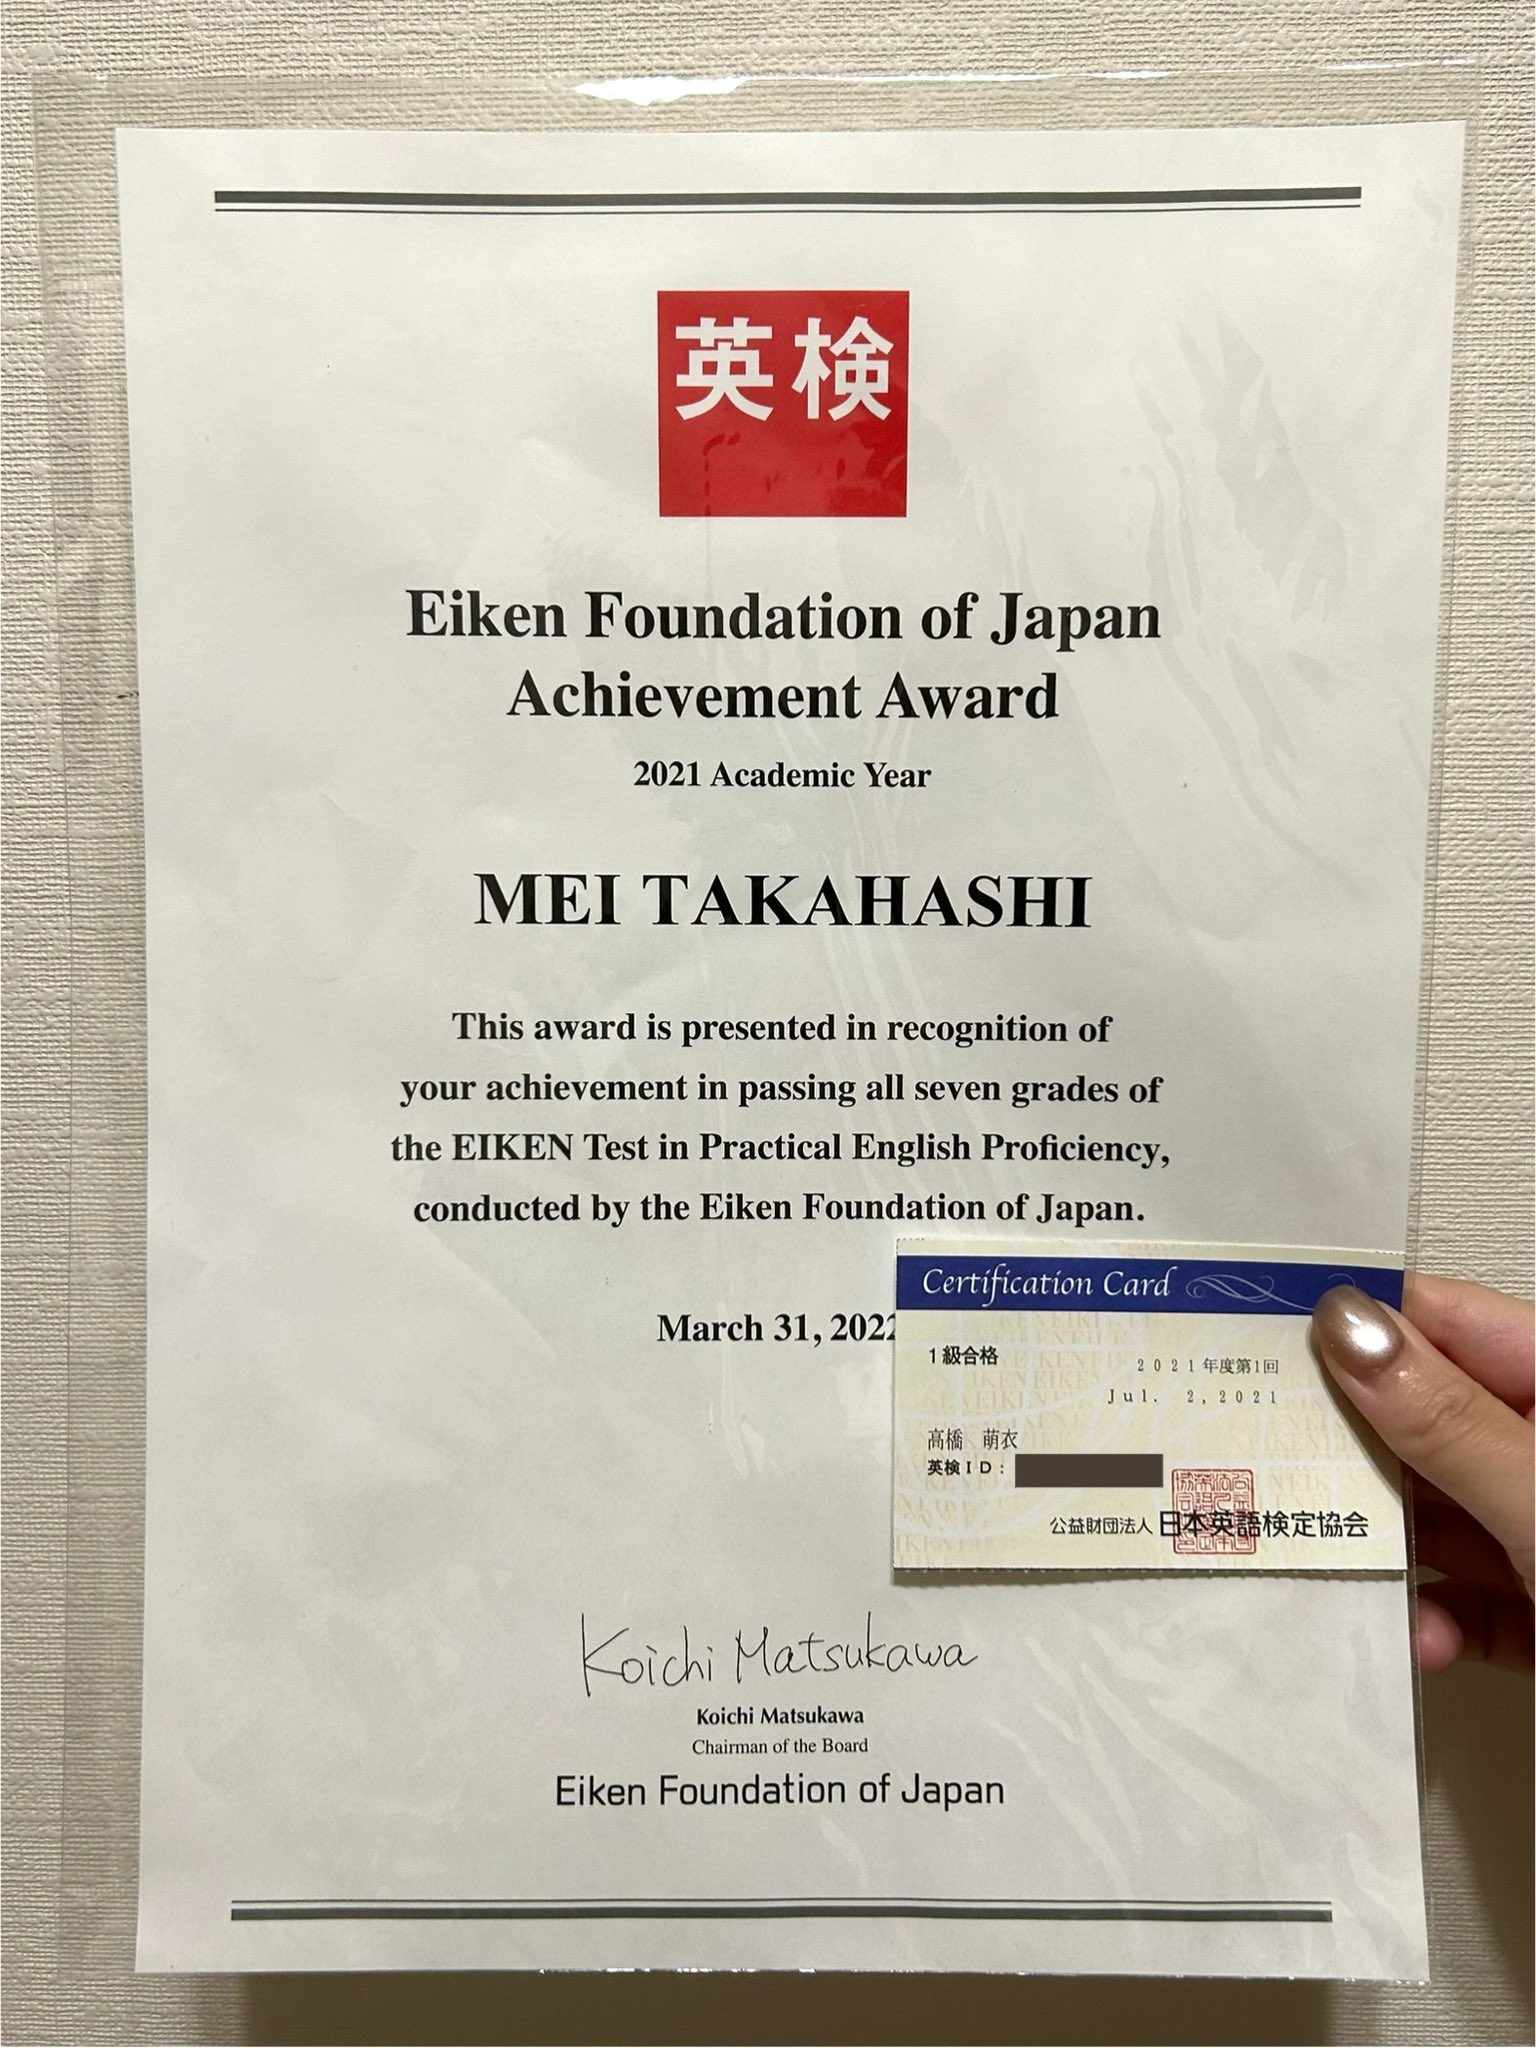 英検
Eiken Foundation of Japan
Achievement Award
2021 Academic Year
MEI TAKAHASHI
This award is presented in recognition of
your achievement in passing all seven grades of
the EIKEN Test in Practical English Proficiency,
conducted by the Eiken Foundation of Japan.
March 31, 2022
Certification Card
1級合格
2021年度第1回
Jul. 2,2021
高橋 萌衣
英検ID:
公益財団法人 日本英語検定協会
Koichi Matsukawa
Koichi Matsukawa
Chairman of the Board
Eiken Foundation of Japan